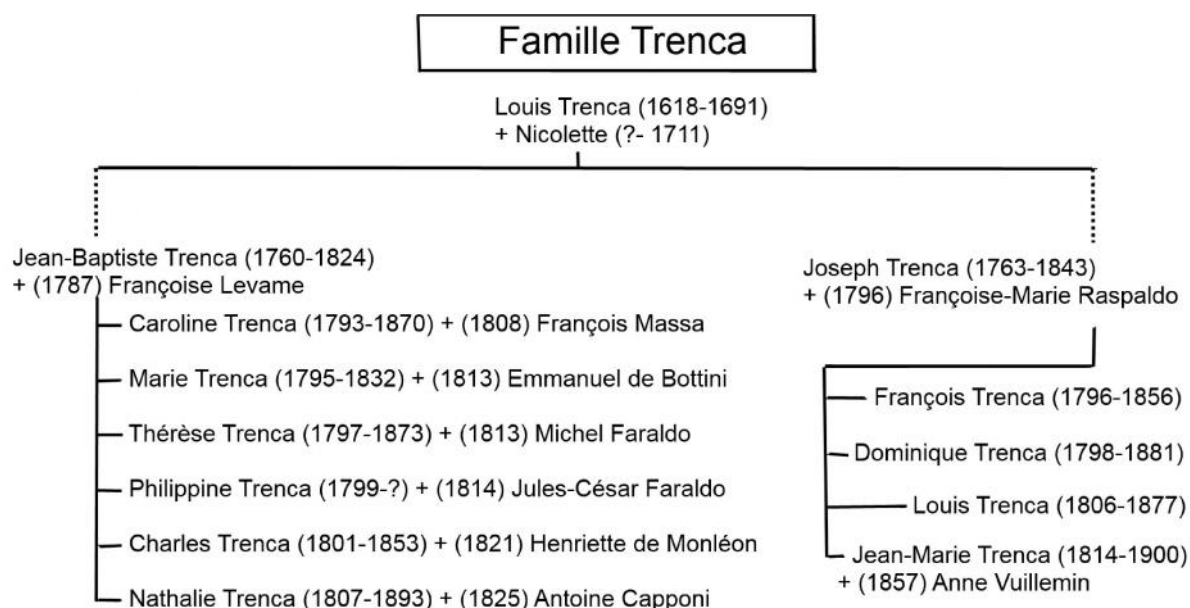 Famille Trenca
Louis Trenca (1618-1691)
+ Nicolette (?- 1711)
Jean-Baptiste Trenca (1760-1824)
+ (1787) Françoise Levame
Caroline Trenca (1793-1870) + (1808) François Massa
Marie Trenca (1795-1832) + (1813) Emmanuel de Bottini
Thérèse Trenca (1797-1873) + (1813) Michel Faraldo
Philippine Trenca (1799-?) + (1814) Jules-César Faraldo
Charles Trenca (1801-1853) + (1821) Henriette de Monléon
Nathalie Trenca (1807-1893) + (1825) Antoine Capponi
Joseph Trenca (1763-1843)
+ (1796) Françoise-Marie Raspaldo
François Trenca (1796-1856)
Dominique Trenca (1798-1881)
Louis Trenca (1806-1877)
Jean-Marie Trenca (1814-1900)
+ (1857) Anne Vuillemin